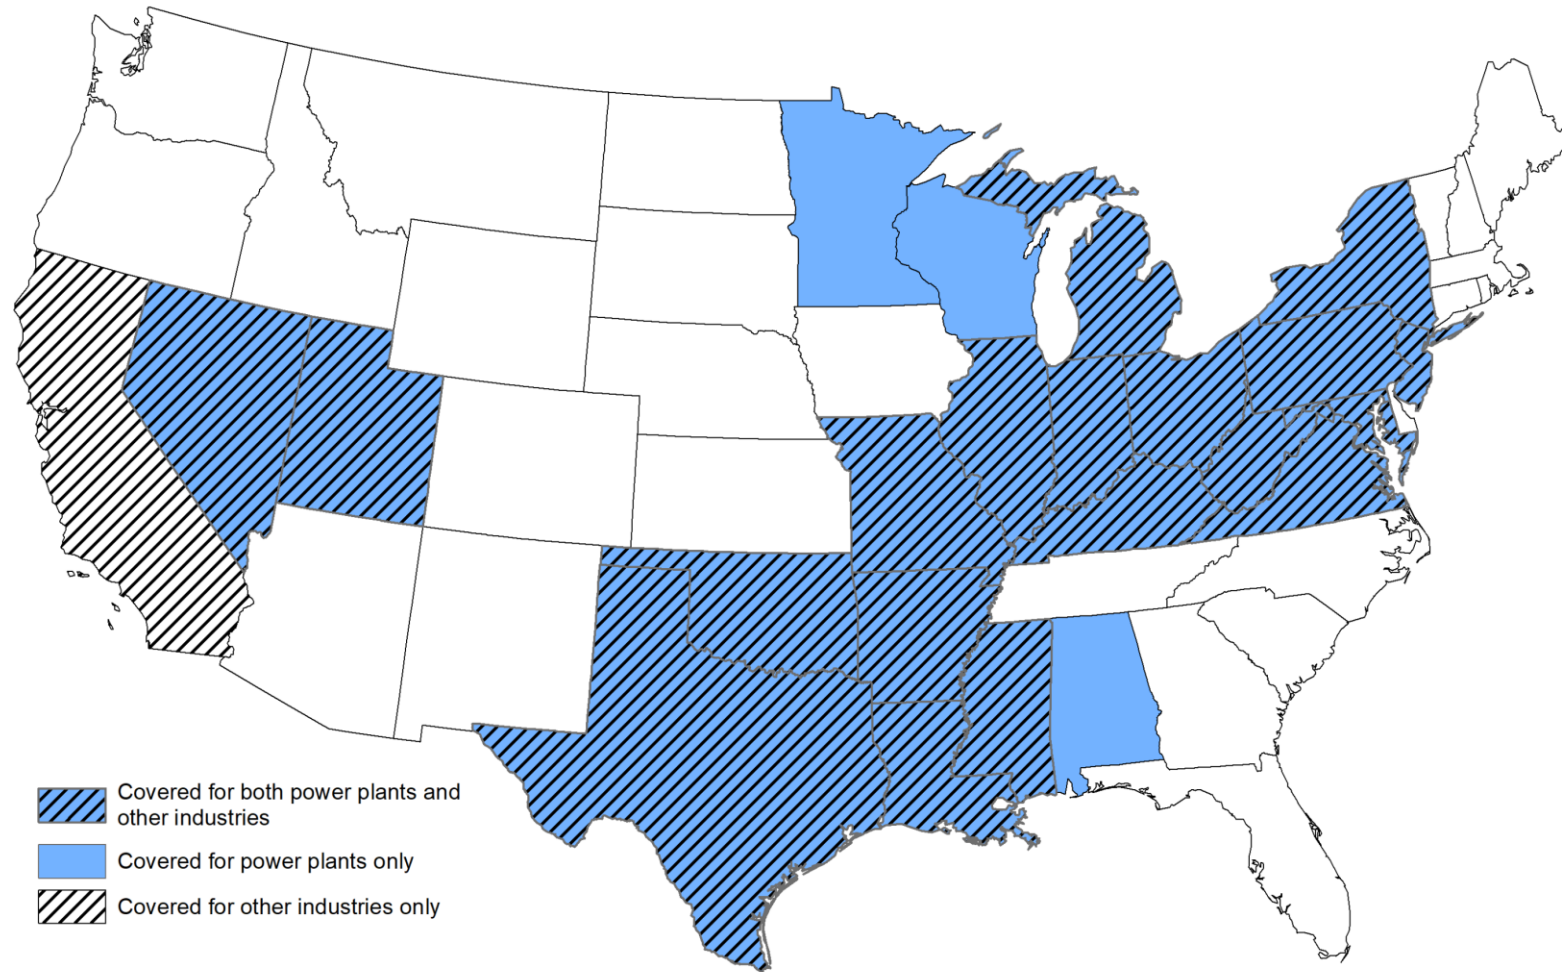 Covered for both power plants and
other industries
Covered for power plants only
Covered for other industries only